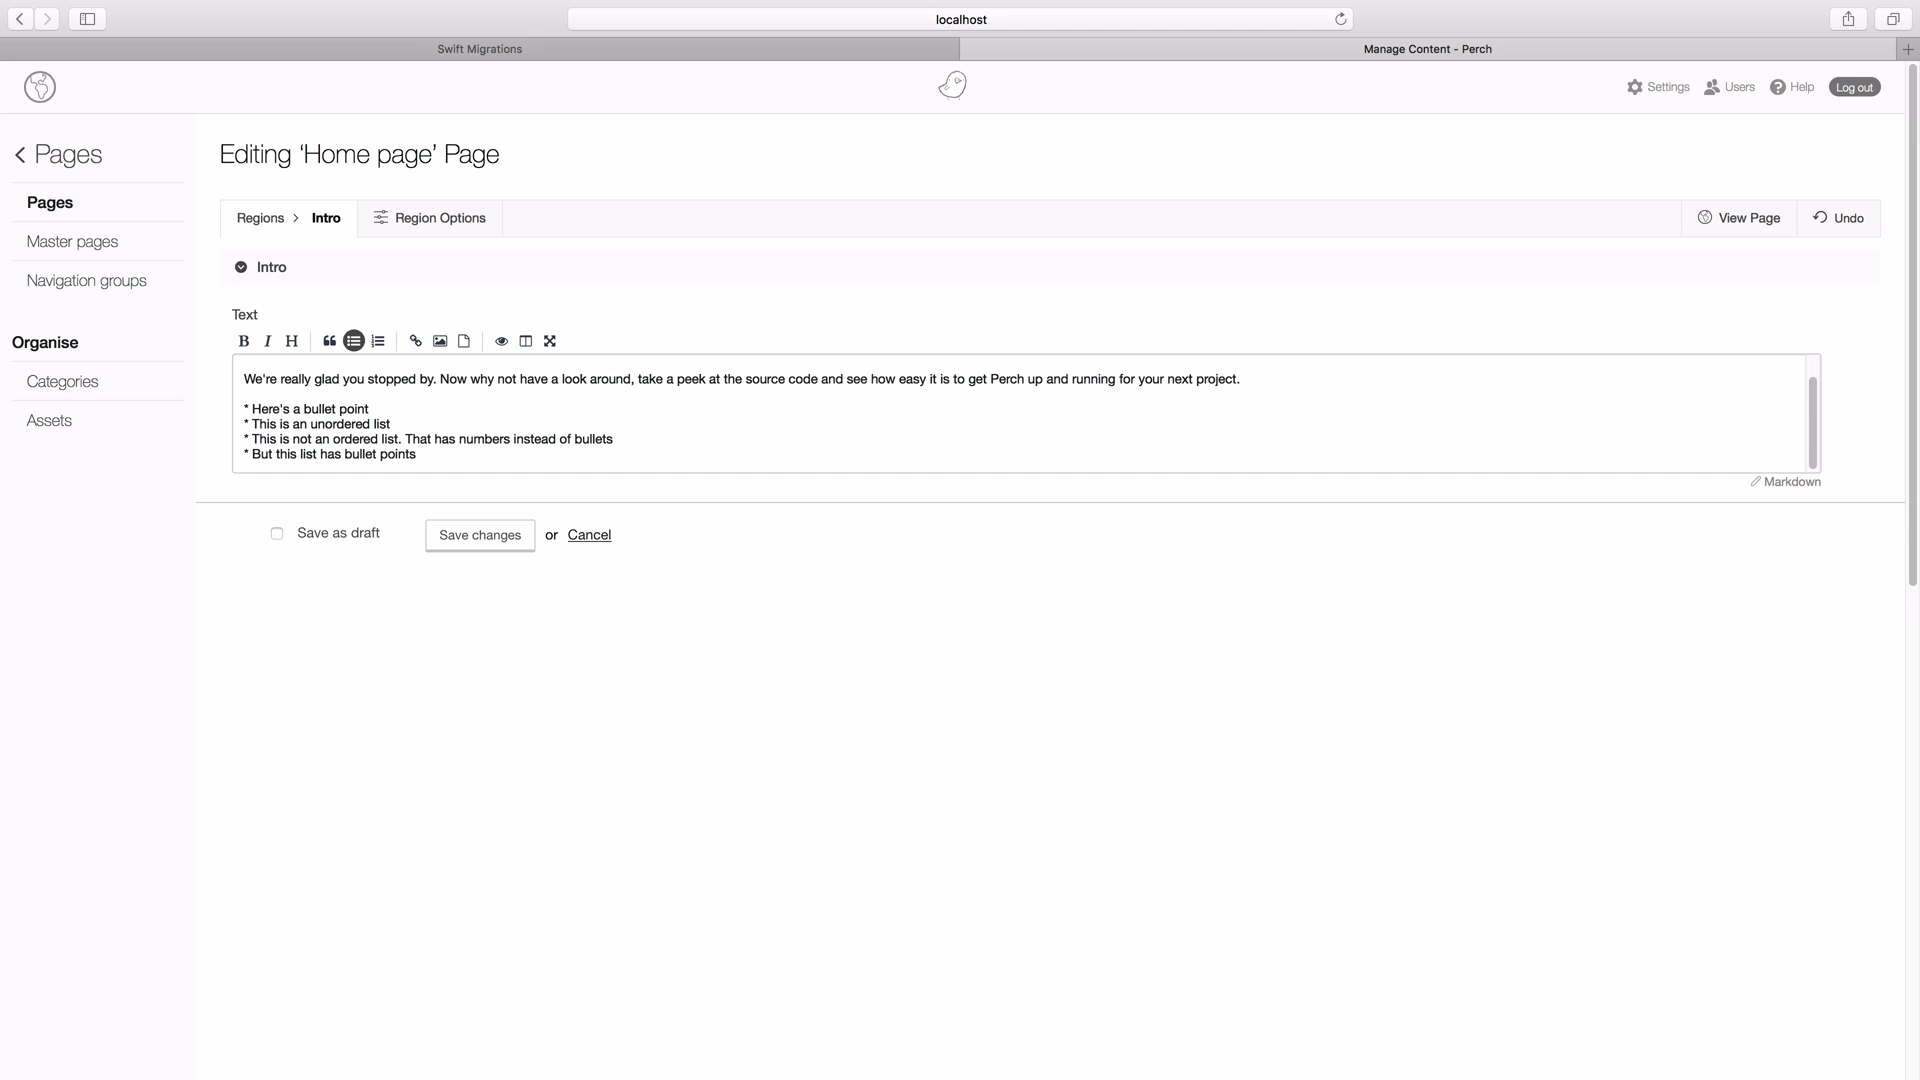 localhost
Swift Migrations
Manage Content - Perch
Settings
Users
Help
Log out
Pages
Editing ‘Home page’ Page
Pages
Master pages
Navigation groups
Organise
Categories
Assets
Regions > Intro
Region Options
View Page
Undo
Intro
Text
B I H
We're really glad you stopped by. Now why not have a look around, take a peek at the source code and see how easy it is to get Perch up and running for your next project.
* Here's a bullet point
* This is an unordered list
* This is not an ordered list. That has numbers instead of bullets
* But this list has bullet points
Markdown
Save as draft
Save changes
or Cancel